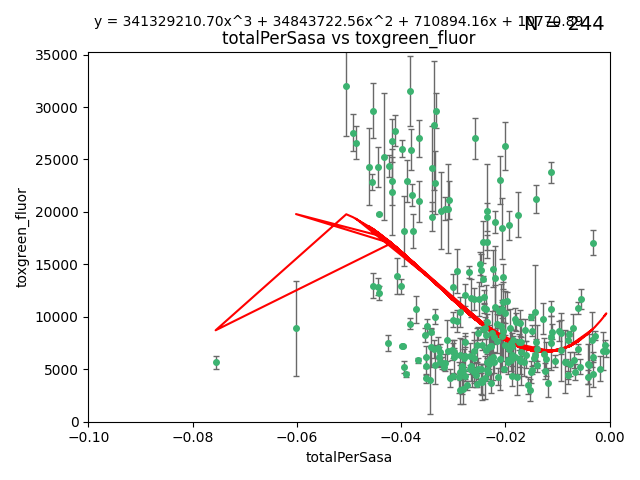 y = 341329210.70x^3 + 34843722.56x^2 + 710894.16x +
N = 244
totalPerSasa vs toxgreen_fluor
35000
30000
25000
20000
15000
10000
5000
0
toxgreen_fluor
−0.10 −0.08 −0.06 −0.04 −0.02 0.00
totalPerSasa